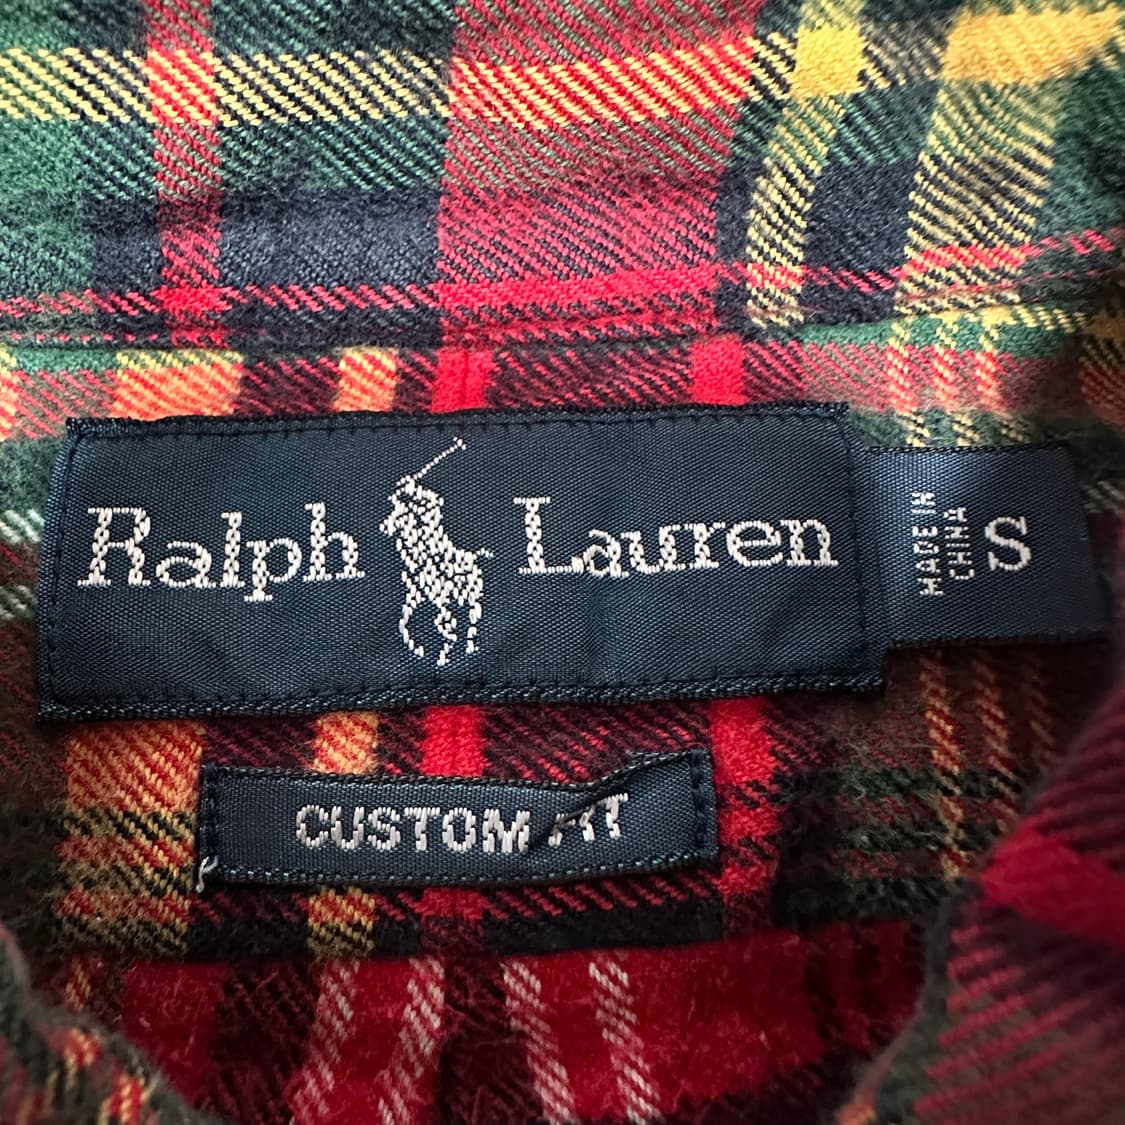 Ralph Lauren
MADE IN
CHINA
S
CUSTOM FIT